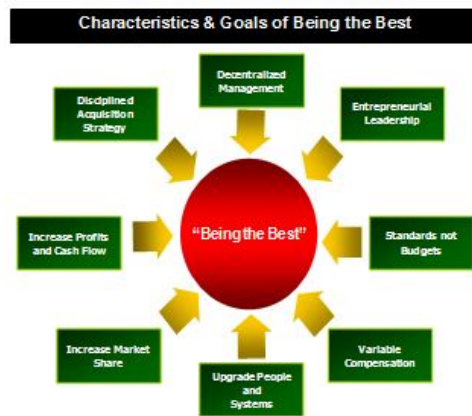 Characteristics & Goals of Being the Best
Decentralized
Management
Disciplined
Acquisition
Strategy
Entrepreneurial
Leadership
Increase Profits
and Cash Flow
“Being the Best”
Standards not
Budgets
Increase Market
Share
Variable
Compensation
Upgrade People
and
Systems